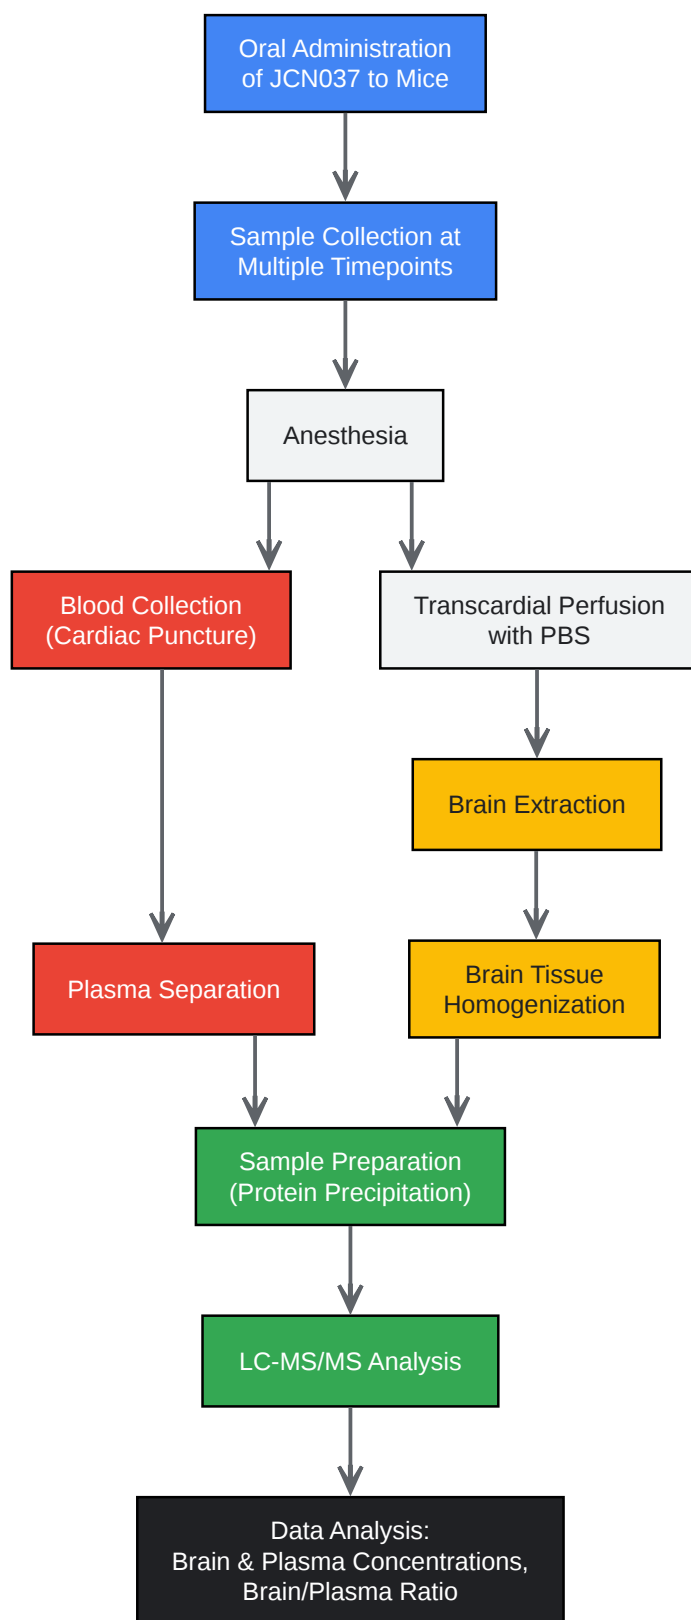 Oral Administration
of JCN037 to Mice
Sample Collection at
Multiple Timepoints
Anesthesia
Blood Collection
(Cardiac Puncture)
Transcardial Perfusion
with PBS
Brain Extraction
Plasma Separation
Brain Tissue
Homogenization
Sample Preparation
(Protein Precipitation)
LC-MS/MS Analysis
Data Analysis:
Brain & Plasma Concentrations,
Brain/Plasma Ratio